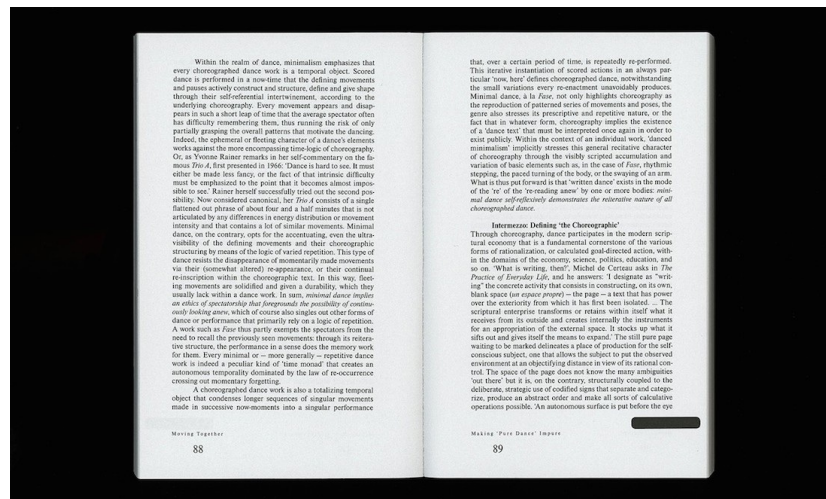 Within the realm of dance, minimalism emphasizes that
every choreographed dance work is a temporal object. Scored
dance is performed in a now-time that the defining movements
and pauses actively construct and structure, define and give shape
through their self-referential intertwinement, according to the
underlying choreography. Every movement appears and disap-
pears in such a short leap of time that the average spectator often
has difficulty remembering them, thus running the risk of only
partially grasping the overall patterns that motivate the dancing.
Indeed, the ephemeral or fleeting character of a dance's elements
works against the more encompassing time-logic of choreography.
Or, as Yvonne Rainer remarks in her self-commentary on the fa-
mous Trio A, first presented in 1966: 'Dance is hard to see. It must
either be made less fancy, or the fact of that intrinsic difficulty
must be emphasized to the point that it becomes almost impos-
sible to see.' Rainer herself successfully tried out the second pos-
sibility. Now considered canonical, her Trio A consists of a single
flattened out phrase of about four and a half minutes that is not
articulated by any differences in energy distribution or movement
intensity and that contains a lot of similar movements. Minimal
dance, on the contrary, opts for the accentuating, even the ultra-
visibility of the defining movements and their choreographic
structuring by means of the logic of varied repetition. This type of
dance resists the disappearance of momentarily made movements
via their (somewhat altered) re-appearance, or their continual
re-inscription within the choreographic text. In this way, fleet-
ing movements are solidified and given a durability, which they
usually lack within a dance work. In sum, minimal dance implies
an ethics of spectatorship that foregrounds the possibility of continu-
ously looking anew, which of course also singles out other forms of
dance or performance that primarily rely on a logic of repetition.
A work such as Fase thus partly exempts the spectators from the
need to recall the previously seen movements: through its reitera-
tive structure, the performance in a sense does the memory work
for them. Every minimal or – more generally – repetitive dance
work is indeed a peculiar kind of 'time monad' that creates an
autonomous temporality dominated by the law of re-occurrence
crossing out momentary forgetting.
A choreographed dance work is also a totalizing temporal
object that condenses longer sequences of singular movements
made in successive now-moments into a singular performance
Moving Together
88
that, over a certain period of time, is repeatedly re-performed.
This iterative instantiation of scored actions in an always par-
ticular 'now, here' defines choreographed dance, notwithstanding
the small variations every re-enactment unavoidably produces.
Minimal dance, à la Fase, not only highlights choreography as
the reproduction of patterned series of movements and poses, the
genre also stresses its prescriptive and repetitive nature, or the
fact that in whatever form, choreography implies the existence
of a 'dance text' that must be interpreted once again in order to
exist publicly. Within the context of an individual work, 'danced
minimalism' implicitly stresses this general recitative character
of choreography through the visibly scripted accumulation and
variation of basic elements such as, in the case of Fase, rhythmic
stepping, the paced turning of the body, or the swaying of an arm.
What is thus put forward is that 'written dance' exists in the mode
of the 're' of the 're-reading anew' by one or more bodies: mini-
mal dance self-reflexively demonstrates the reiterative nature of all
choreographed dance.
Intermezzo: Defining 'the Choreographic'
Through choreography, dance participates in the modern scrip-
tural economy that is a fundamental cornerstone of the various
forms of rationalization, or calculated goal-directed action, with-
in the domains of the economy, science, politics, education, and
so on. 'What is writing, then?', Michel de Certeau asks in The
Practice of Everyday Life, and he answers: 'I designate as "writ-
ing" the concrete activity that consists in constructing, on its own,
blank space (un espace propre) – the page – a text that has power
over the exteriority from which it has first been isolated. ... The
scriptural enterprise transforms or retains within itself what it
receives from its outside and creates internally the instruments
for an appropriation of the external space. It stocks up what it
sifts out and gives itself the means to expand.' The still pure page
waiting to be marked delineates a place of production for the self-
conscious subject, one that allows the subject to put the observed
environment at an objectifying distance in view of its rational con-
trol. The space of the page does not know the many ambiguities
'out there' but it is, on the contrary, structurally coupled to the
deliberate, strategic use of codified signs that separate and catego-
rize, produce an abstract order and make all sorts of calculative
operations possible. 'An autonomous surface is put before the eye
Making 'Pure Dance' Impure
89